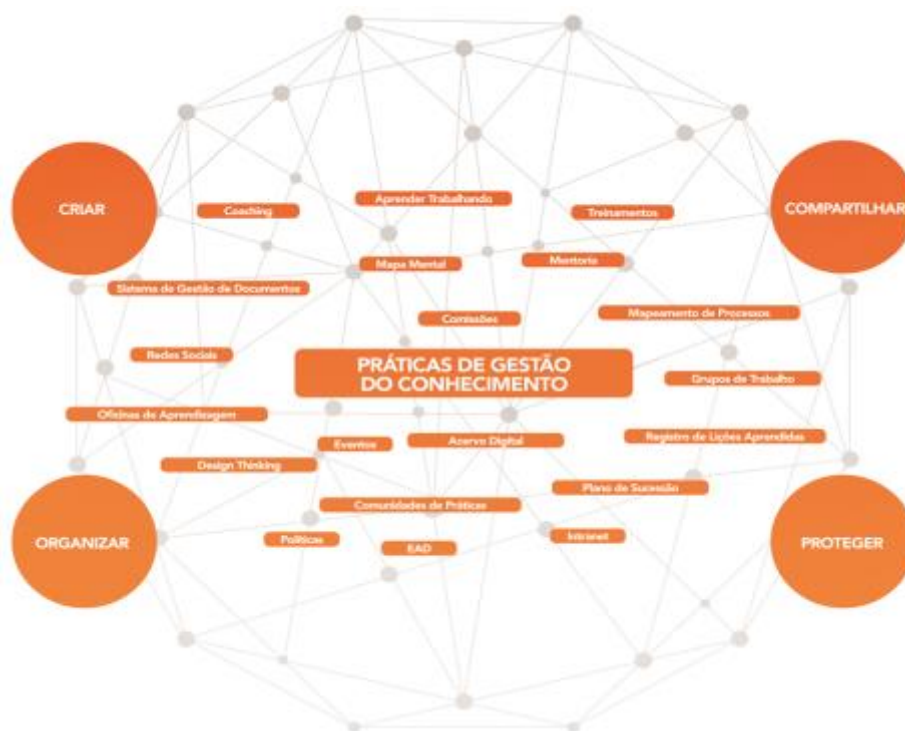 CRIAR
COMPARTILHAR
Coaching
Aprender Trabalhando
Treinamentos
Mapa Mental
Mentoria
Sistema de Gestão de Documentos
Mapeamento de Processos
Comissões
Redes Sociais
PRÁTICAS DE GESTÃO
DO CONHECIMENTO
Grupos de Trabalho
Oficinas de Aprendizagem
Eventos
Acervo Digital
Registro de Lições Aprendidas
Design Thinking
Plano de Sucessão
Comunidades de Práticas
Políticas
EAD
Intranet
ORGANIZAR
PROTEGER